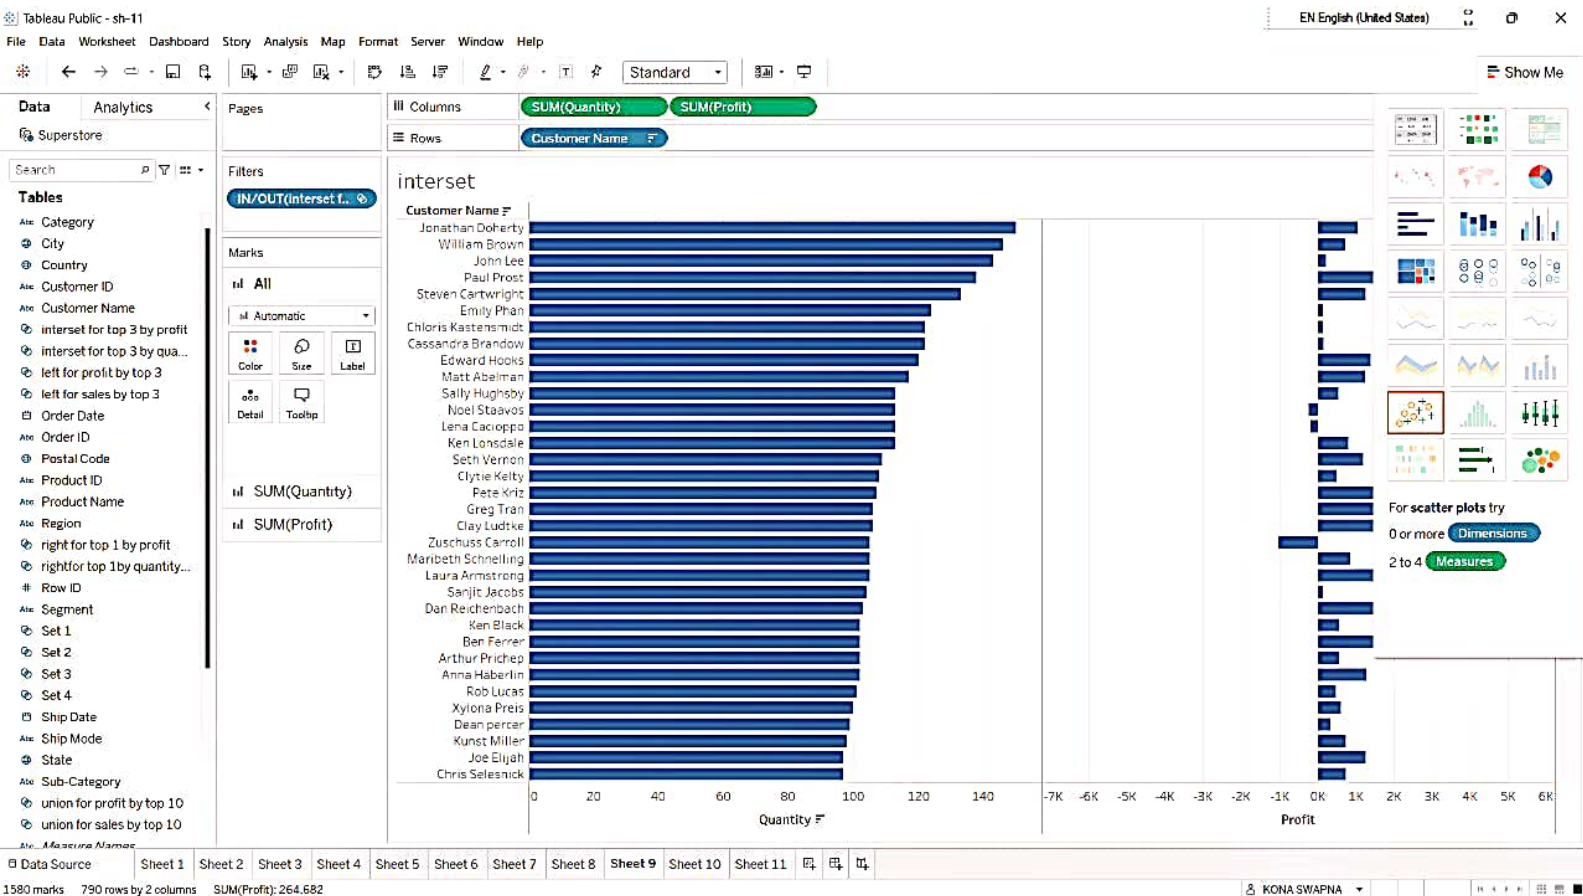 Tableau Public - sh-11
EN English (United States)
File Data Worksheet Dashboard Story Analysis Map Format Server Window Help
Standard
Show Me
Data Analytics
Superstore
Search
Tables
Category
City
Country
Customer ID
Customer Name
interset for top 3 by profit
interset for top 3 by qua...
left for profit by top 3
left for sales by top 3
Order Date
Order ID
Postal Code
Product ID
Product Name
Region
right for top 1 by profit
rightfor top 1by quantity...
Row ID
Segment
Set 1
Set 2
Set 3
Set 4
Ship Date
Ship Mode
State
Sub-Category
union for profit by top 10
union for sales by top 10
Measure Names
Pages
Filters
IN/OUT(interset f..
Marks
All
Automatic
Color Size Label
Detail Tooltip
SUM(Quantity)
SUM(Profit)
Columns SUM(Quantity) SUM(Profit)
Rows Customer Name
interset
Customer Name
Jonathan Doherty
William Brown
John Lee
Paul Prost
Steven Cartwright
Emily Phan
Chloris Kastensmidt
Cassandra Brandow
Edward Hooks
Matt Abelman
Sally Hughsby
Noel Staavos
Lena Cacioppo
Ken Lonsdale
Seth Vernon
Clytie Kelty
Pete Kriz
Greg Tran
Clay Ludtke
Zuschuss Carroll
Maribeth Schnelling
Laura Armstrong
Sanjit Jacobs
Dan Reichenbach
Ken Black
Ben Ferrer
Arthur Prichep
Anna Häberlin
Rob Lucas
Xylona Preis
Dean percer
Kunst Miller
Joe Elijah
Chris Selesnick
0 20 40 60 80 100 120 140
-7K -6K -5K -4K -3K -2K -1K 0K 1K 2K 3K 4K 5K 6K
Quantity
Profit
For scatter plots try
0 or more Dimensions
2 to 4 Measures
Data Source Sheet 1 Sheet 2 Sheet 3 Sheet 4 Sheet 5 Sheet 6 Sheet 7 Sheet 8 Sheet 9 Sheet 10 Sheet 11
1580 marks 790 rows by 2 columns SUM(Profit): 264,682
KONA SWAPNA